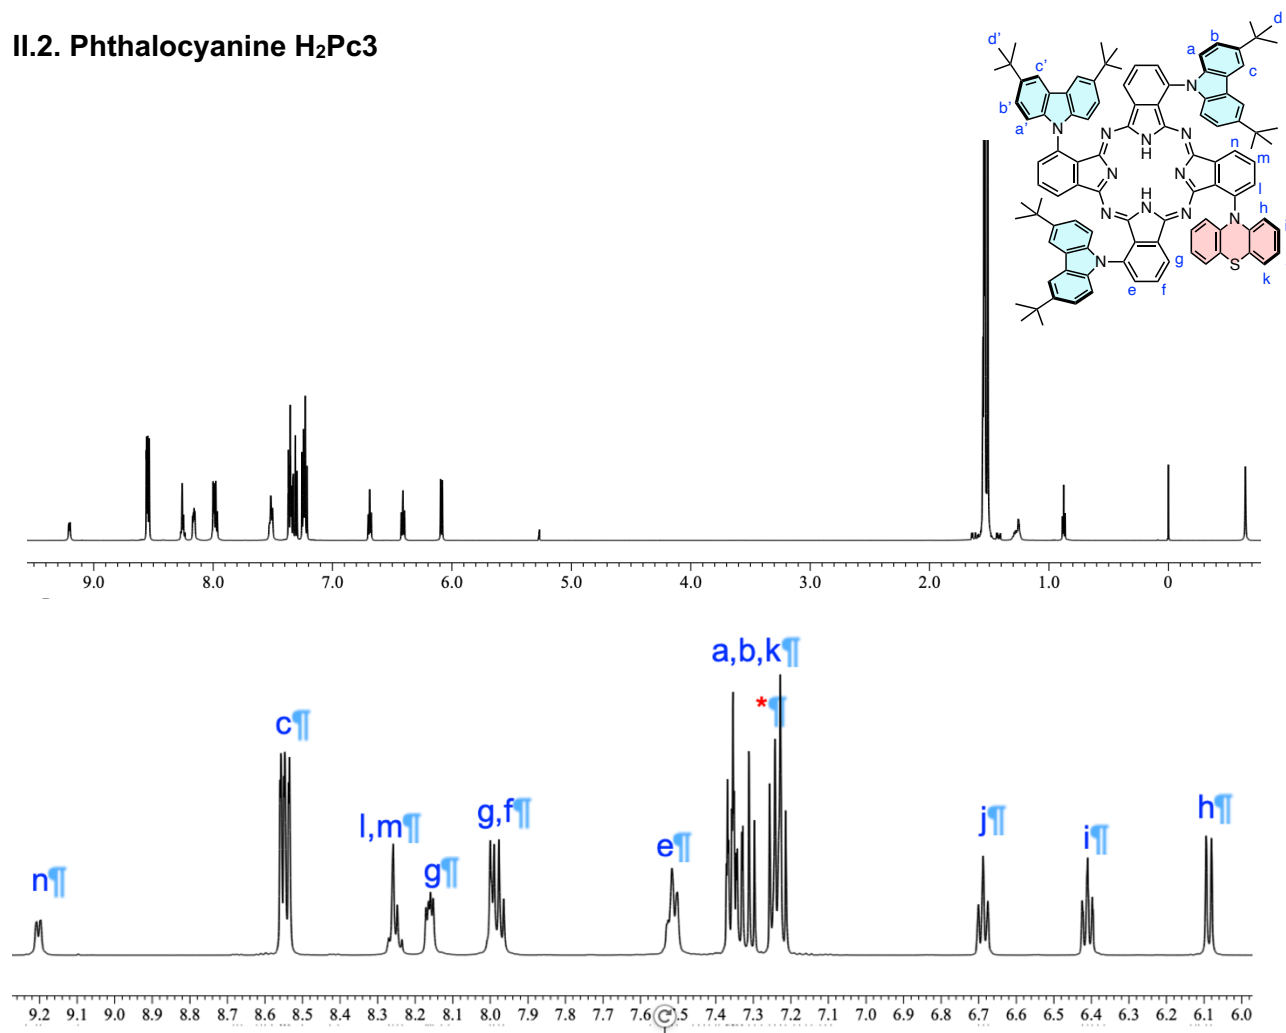 II.2. Phthalocyanine H₂Pc3
d
b
a
c
d'
c'
b'
a'
N
N
N
N
N
H
n
m
N
N
l
H
N
N
N
h
N
i
N
g
S
k
e
f
9.0 8.0 7.0 6.0 5.0 4.0 3.0 2.0 1.0 0
a,b,k¶
*¶
c¶
l,m¶
g,f¶
j¶
h¶
i¶
e¶
g¶
n¶
9.2 9.1 9.0 8.9 8.8 8.7 8.6 8.5 8.4 8.3 8.2 8.1 8.0 7.9 7.8 7.7 7.6 7.5 7.4 7.3 7.2 7.1 7.0 6.9 6.8 6.7 6.6 6.5 6.4 6.3 6.2 6.1 6.0